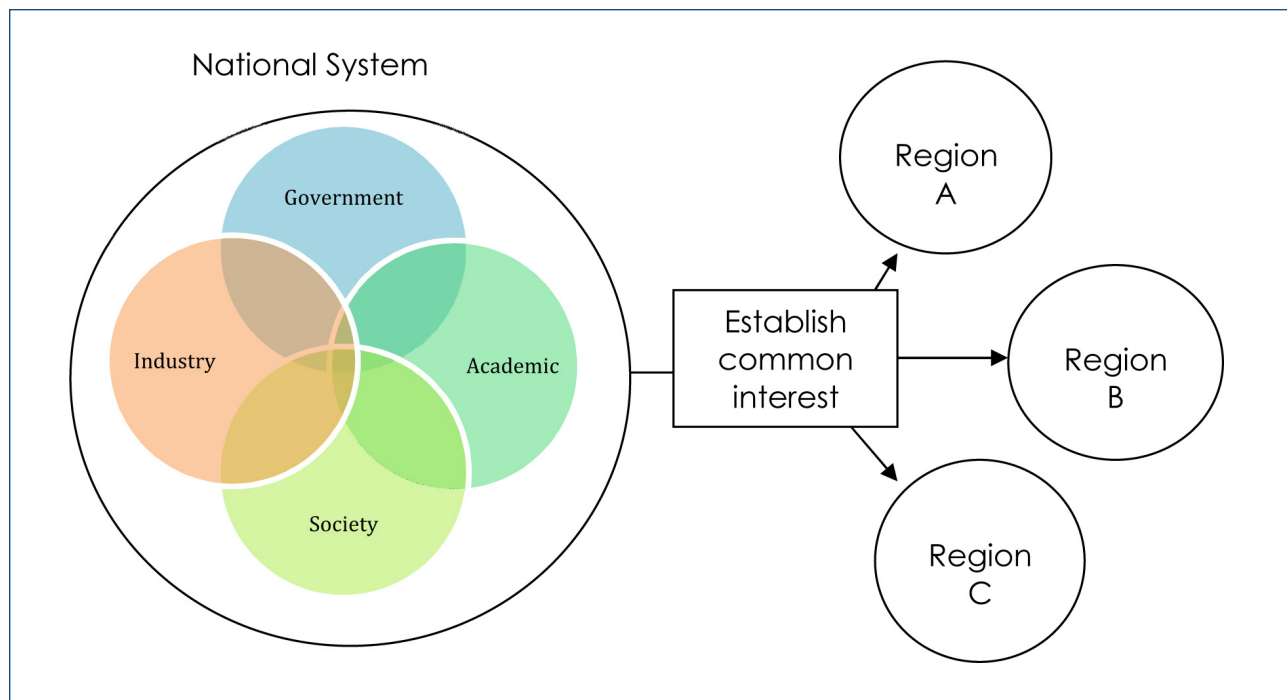 National System
Government
Industry
Academic
Society
Establish
common
interest
Region
A
Region
B
Region
C